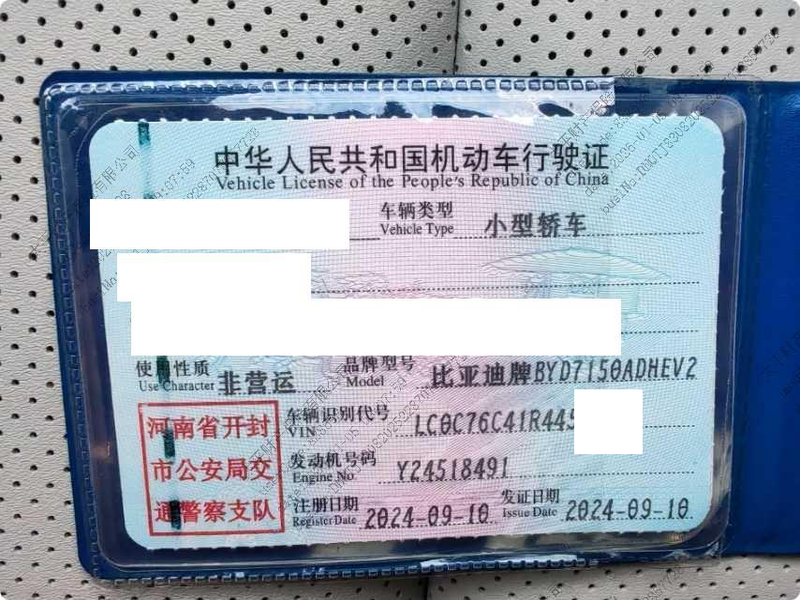 中华人民共和国机动车行驶证
Vehicle License of the People's Republic of China
车辆类型 小型轿车
Vehicle Type
使用性质 非营运 品牌型号 比亚迪牌BYD7150ADHEV2
Use Character Model
河南省开封
市公安局交
通警察支队
车辆识别代号 LC0C76C41R445
VIN
发动机号码 Y24518491
Engine No.
注册日期 2024-09-10 发证日期 2024-09-10
Register Date Issue Date